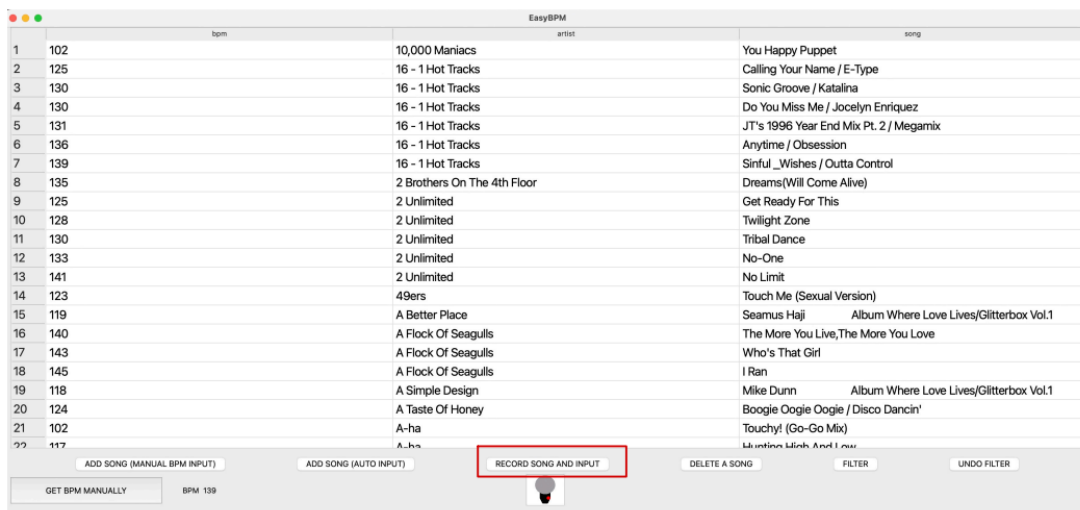 EasyBPM
bpm artist song
1 102 10,000 Maniacs You Happy Puppet
2 125 16 - 1 Hot Tracks Calling Your Name / E-Type
3 130 16 - 1 Hot Tracks Sonic Groove / Katalina
4 130 16 - 1 Hot Tracks Do You Miss Me / Jocelyn Enriquez
5 131 16 - 1 Hot Tracks JT's 1996 Year End Mix Pt. 2 / Megamix
6 136 16 - 1 Hot Tracks Anytime / Obsession
7 139 16 - 1 Hot Tracks Sinful _Wishes / Outta Control
8 135 2 Brothers On The 4th Floor Dreams(Will Come Alive)
9 125 2 Unlimited Get Ready For This
10 128 2 Unlimited Twilight Zone
11 130 2 Unlimited Tribal Dance
12 133 2 Unlimited No-One
13 141 2 Unlimited No Limit
14 123 49ers Touch Me (Sexual Version)
15 119 A Better Place Seamus Haji Album Where Love Lives/Glitterbox Vol.1
16 140 A Flock Of Seagulls The More You Live,The More You Love
17 143 A Flock Of Seagulls Who's That Girl
18 145 A Flock Of Seagulls I Ran
19 118 A Simple Design Mike Dunn Album Where Love Lives/Glitterbox Vol.1
20 124 A Taste Of Honey Boogie Oogie Oogie / Disco Dancin'
21 102 A-ha Touchy! (Go-Go Mix)
22 117 A-ha Hunting High And Low
ADD SONG (MANUAL BPM INPUT) ADD SONG (AUTO INPUT) RECORD SONG AND INPUT DELETE A SONG FILTER UNDO FILTER
GET BPM MANUALLY BPM 139